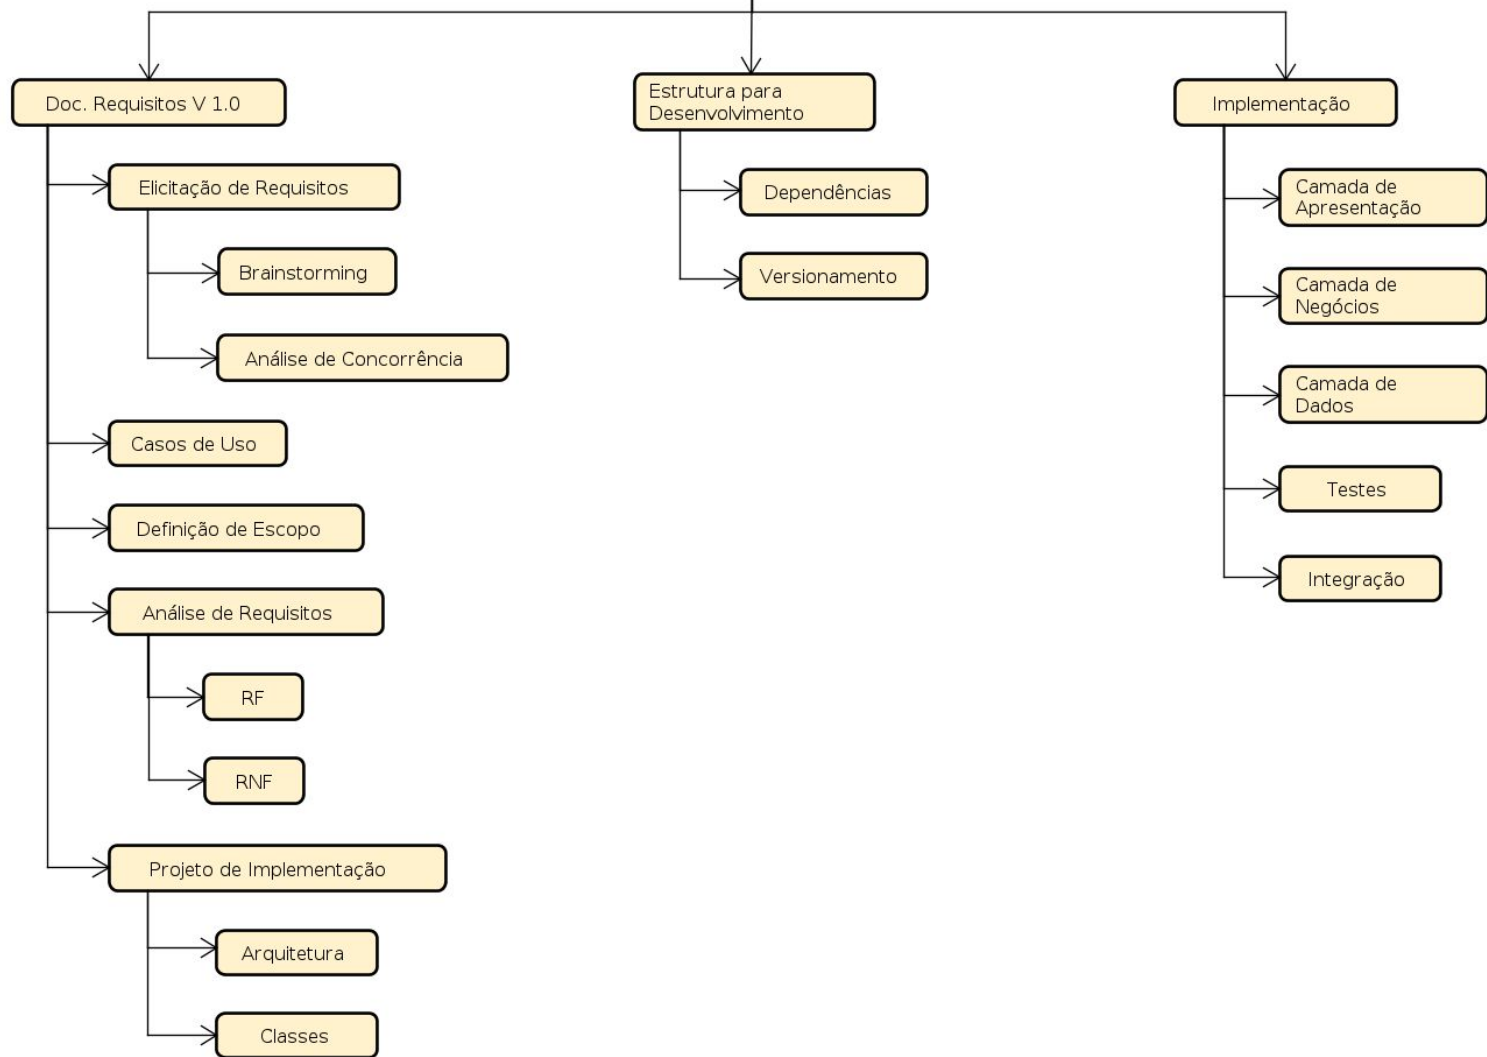 Doc. Requisitos V 1.0
Elicitação de Requisitos
Brainstorming
Análise de Concorrência
Casos de Uso
Definição de Escopo
Análise de Requisitos
RF
RNF
Projeto de Implementação
Arquitetura
Classes
Estrutura para
Desenvolvimento
Dependências
Versionamento
Implementação
Camada de
Apresentação
Camada de
Negócios
Camada de
Dados
Testes
Integração